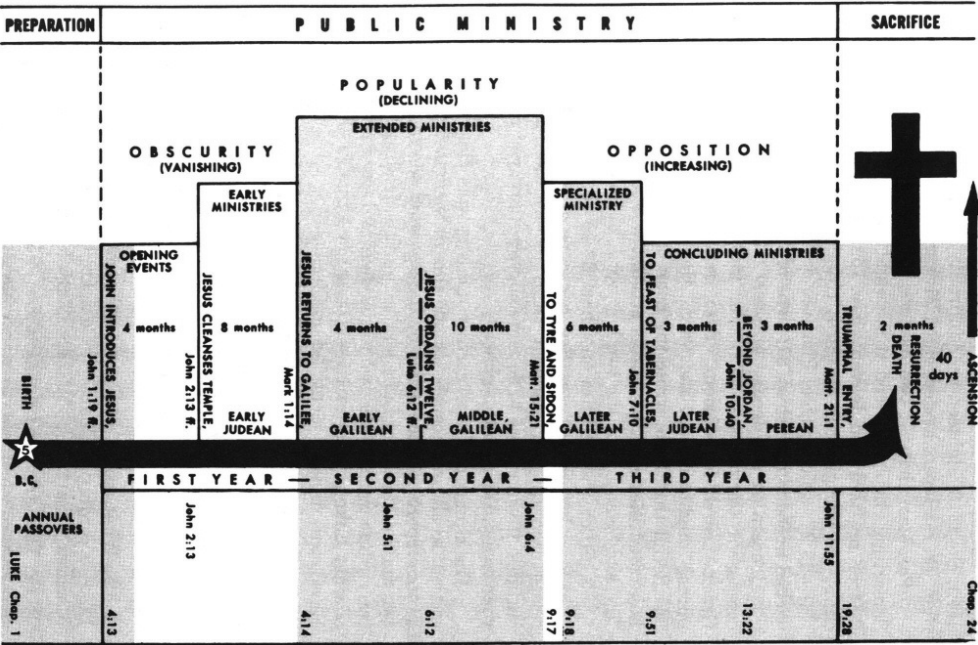 PREPARATION
PUBLIC MINISTRY
SACRIFICE
POPULARITY
(DECLINING)
EXTENDED MINISTRIES
OBSCURITY
(VANISHING)
OPPOSITION
(INCREASING)
EARLY
MINISTRIES
SPECIALIZED
MINISTRY
OPENING
EVENTS
CONCLUDING MINISTRIES
JOHN INTRODUCES JESUS,
John 1:19 ff.
4 months
JESUS CLEANSES TEMPLE,
John 2:13 ff.
8 months
JESUS RETURNS TO GALILEE,
Mark 1:14
4 months
JESUS ORDAINS TWELVE,
Luke 6:12 ff.
10 months
TO TYRE AND SIDON,
Matt. 15:21
6 months
TO FEAST OF TABERNACLES,
John 7:10
3 months
BEYOND JORDAN,
John 10:40
3 months
TRIUMPHAL ENTRY,
Matt. 21:1
2 months
DEATH
RESURRECTION
40
days
ASCENSION
BIRTH
EARLY
JUDEAN
EARLY
GALILEAN
MIDDLE,
GALILEAN
LATER
GALILEAN
LATER
JUDEAN
PEREAN
5
B.C.
FIRST YEAR — SECOND YEAR — THIRD YEAR
ANNUAL
PASSOVERS
John 2:13
John 5:1
John 6:4
John 11:55
LUKE Chap. 1
4:13
4:14
6:12
9:17
9:18
9:51
13:22
19:28
Chap. 24